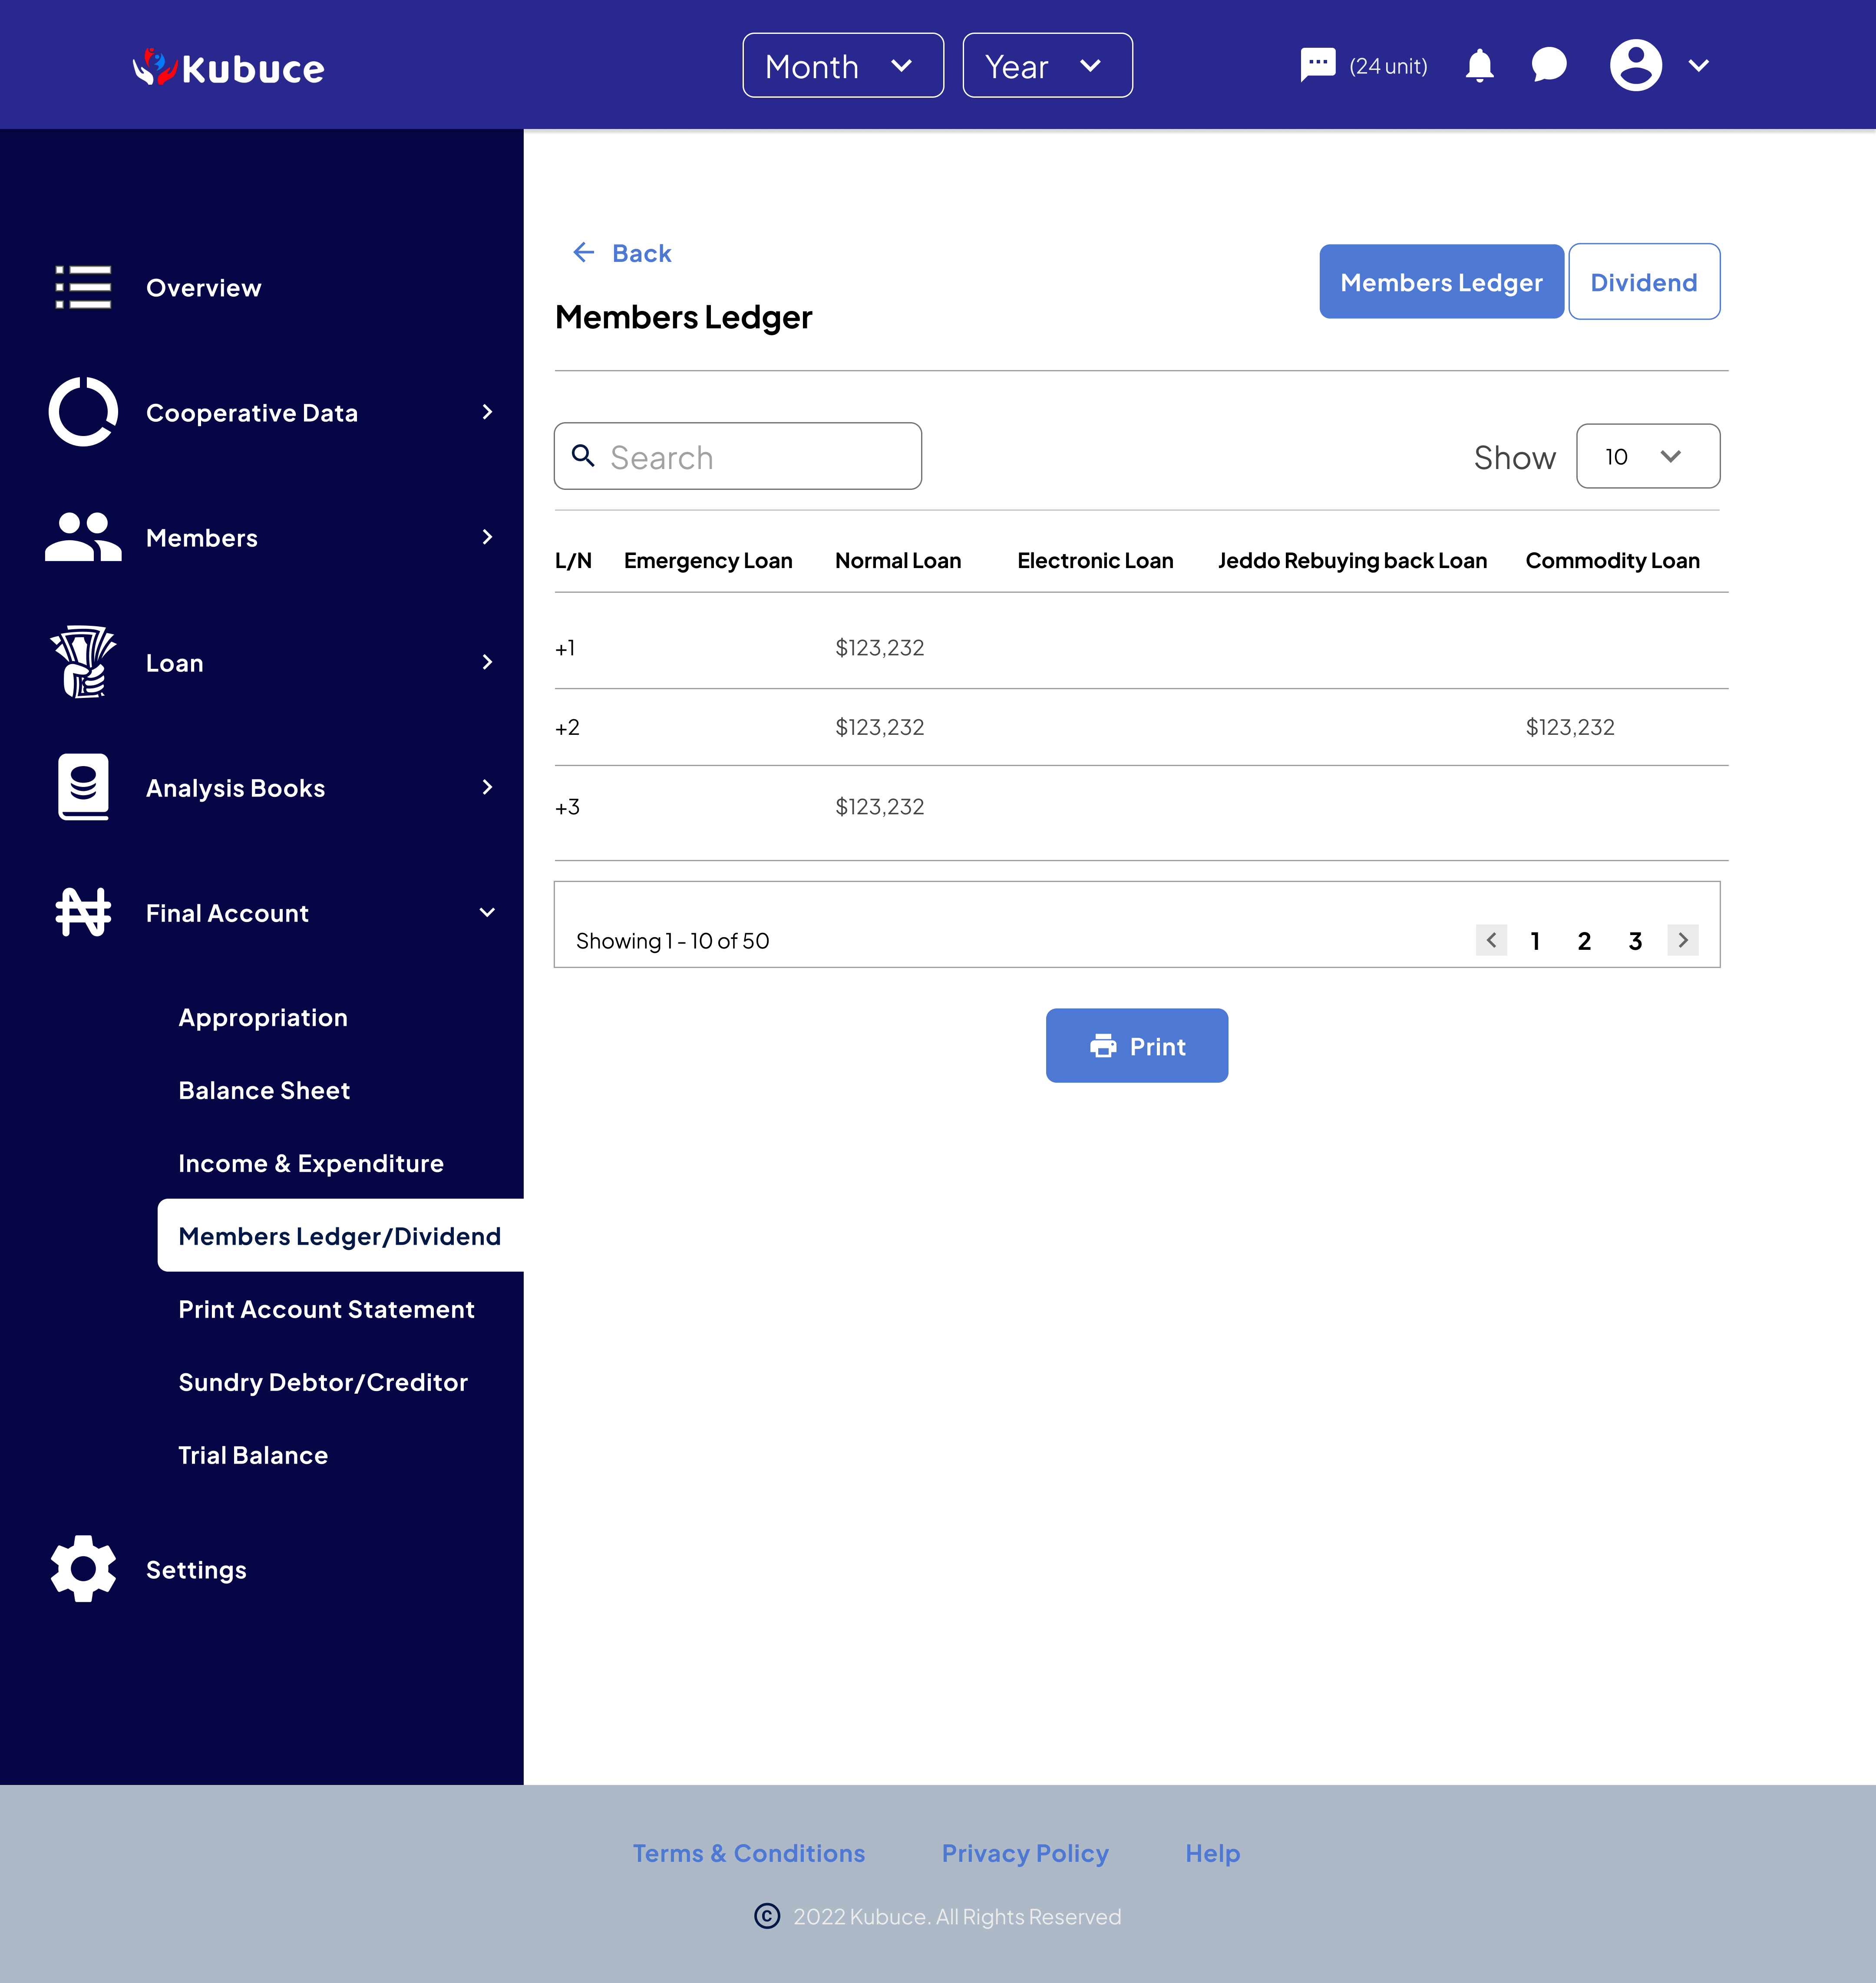 Kubuce
Month
Year
(24 unit)
Overview
Cooperative Data
Members
Loan
Analysis Books
Final Account
Appropriation
Balance Sheet
Income & Expenditure
Members Ledger/Dividend
Print Account Statement
Sundry Debtor/Creditor
Trial Balance
Settings
Back
Members Ledger
Members Ledger
Dividend
Search
Show
10
L/N Emergency Loan Normal Loan Electronic Loan Jeddo Rebuying back Loan Commodity Loan
+1 $123,232
+2 $123,232 $123,232
+3 $123,232
Showing 1 - 10 of 50
1 2 3
Print
Terms & Conditions Privacy Policy Help
© 2022 Kubuce. All Rights Reserved